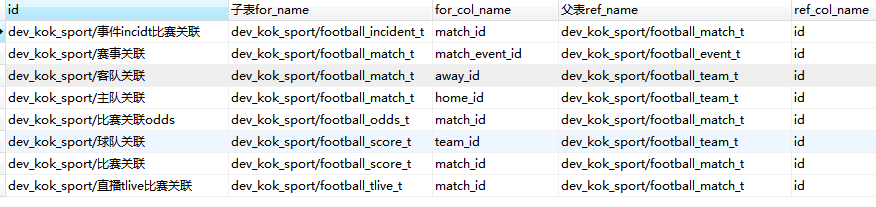 id 子表for_name for_col_name 父表ref_name ref_col_name
dev_kok_sport/事件incidt比赛关联 dev_kok_sport/football_incident_t match_id dev_kok_sport/football_match_t id
dev_kok_sport/赛事关联 dev_kok_sport/football_match_t match_event_id dev_kok_sport/football_event_t id
dev_kok_sport/客队关联 dev_kok_sport/football_match_t away_id dev_kok_sport/football_team_t id
dev_kok_sport/主队关联 dev_kok_sport/football_match_t home_id dev_kok_sport/football_team_t id
dev_kok_sport/比赛关联odds dev_kok_sport/football_odds_t match_id dev_kok_sport/football_match_t id
dev_kok_sport/球队关联 dev_kok_sport/football_score_t team_id dev_kok_sport/football_team_t id
dev_kok_sport/比赛关联 dev_kok_sport/football_score_t match_id dev_kok_sport/football_match_t id
dev_kok_sport/直播tlive比赛关联 dev_kok_sport/football_tlive_t match_id dev_kok_sport/football_match_t id